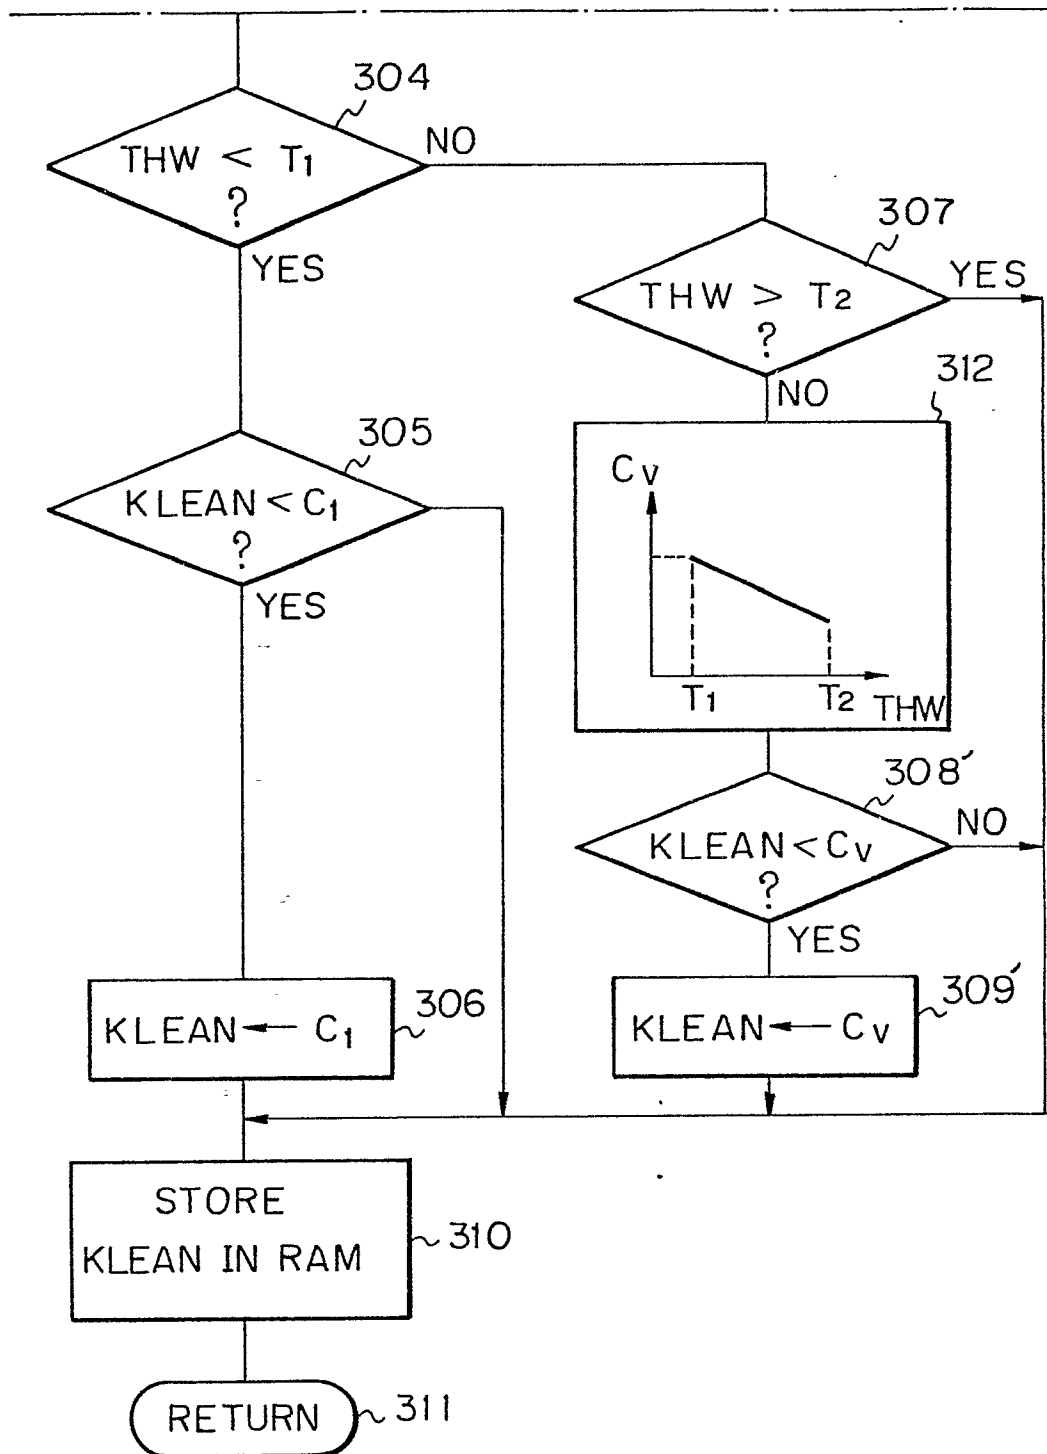 304
THW < T1
?
NO
YES
307
THW > T2
?
YES
NO
312
305
KLEAN < C1
?
YES
Cv
T1
T2
THW
308'
KLEAN < Cv
?
NO
YES
306
KLEAN ← C1
309'
KLEAN ← Cv
STORE
KLEAN IN RAM
310
RETURN
311